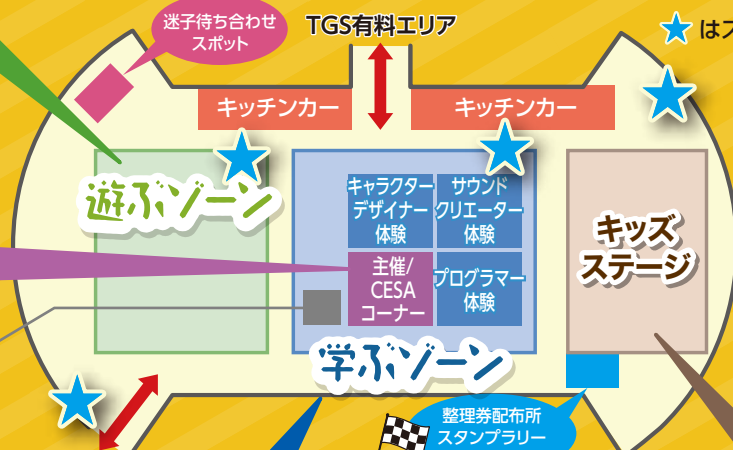 迷子待ち合わせ
スポット
TGS有料エリア
はス
キッチンカー
キッチンカー
遊ぶゾーン
キャラクター
デザイナー
体験
サウンド
クリエーター
体験
主催/
CESA
コーナー
プログラマー
体験
キッズ
ステージ
学ぶゾーン
整理券配布所
スタンプラリー